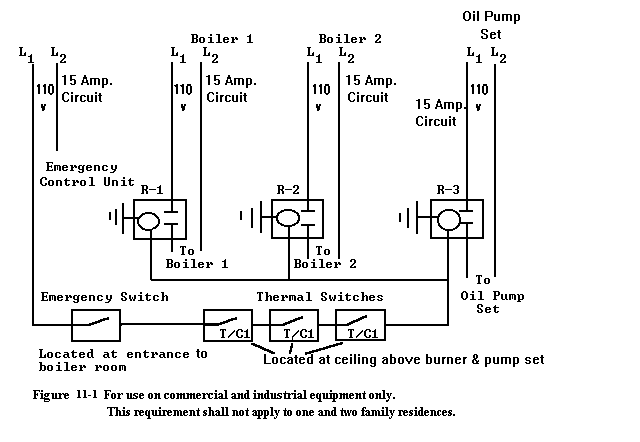 Oil Pump
Set
Boiler 1
Boiler 2
L1 L2
L1 L2
L1 L2
L1 L2
110 v
15 Amp.
Circuit
110 v
15 Amp.
Circuit
110 v
15 Amp.
Circuit
15 Amp.
Circuit
110 v
Emergency
Control Unit
R-1
R-2
R-3
To
Boiler 1
To
Boiler 2
To
Oil Pump
Set
Emergency Switch
Thermal Switches
T/C1
T/C1
T/C1
Located at entrance to
boiler room
Located at ceiling above burner & pump set
Figure 11-1 For use on commercial and industrial equipment only.
This requirement shall not apply to one and two family residences.